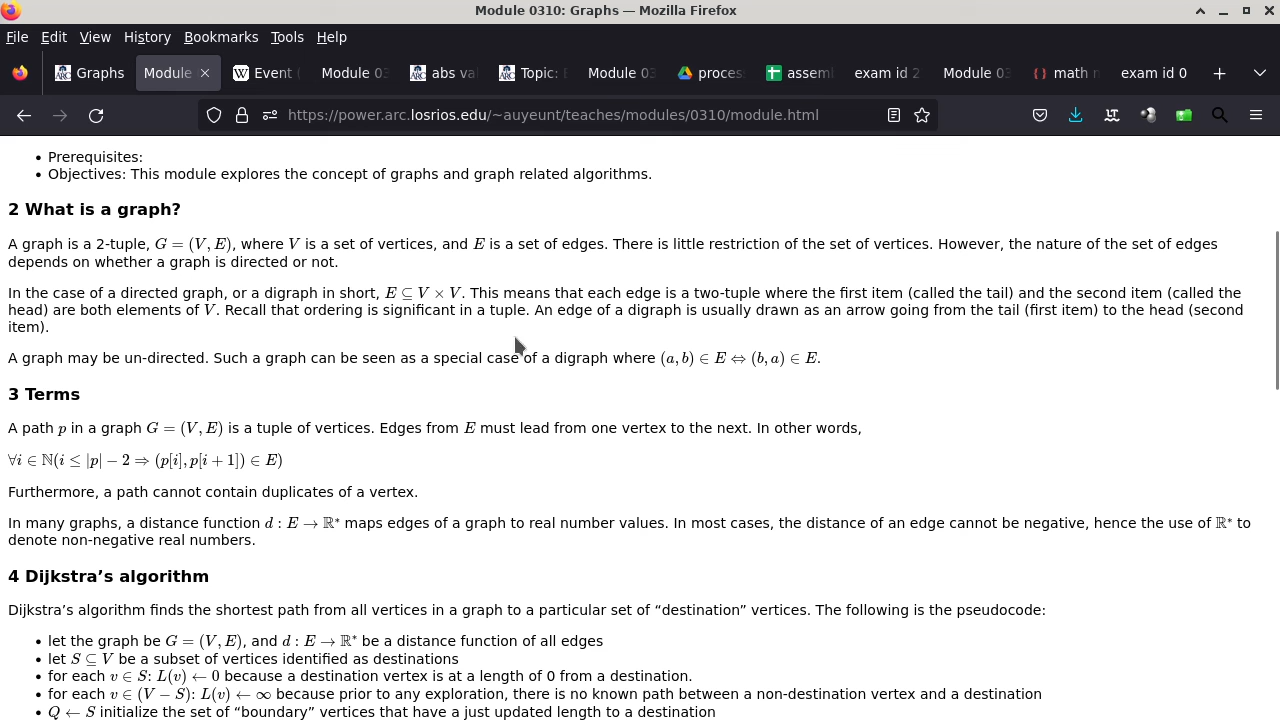 Module 0310: Graphs — Mozilla Firefox
File Edit View History Bookmarks Tools Help
Graphs Module Event ( Module 03 abs val Topic: E Module 03 proces assemb exam id 2 Module 03 math n exam id 0
https://power.arc.losrios.edu/~auyeunt/teaches/modules/0310/module.html
• Prerequisites:
• Objectives: This module explores the concept of graphs and graph related algorithms.
2 What is a graph?
A graph is a 2-tuple, G = (V, E), where V is a set of vertices, and E is a set of edges. There is little restriction of the set of vertices. However, the nature of the set of edges
depends on whether a graph is directed or not.
In the case of a directed graph, or a digraph in short, E ⊆ V × V. This means that each edge is a two-tuple where the first item (called the tail) and the second item (called the
head) are both elements of V. Recall that ordering is significant in a tuple. An edge of a digraph is usually drawn as an arrow going from the tail (first item) to the head (second
item).
A graph may be un-directed. Such a graph can be seen as a special case of a digraph where (a, b) ∈ E ⇔ (b, a) ∈ E.
3 Terms
A path p in a graph G = (V, E) is a tuple of vertices. Edges from E must lead from one vertex to the next. In other words,
∀i ∈ ℕ(i ≤ |p| − 2 ⇒ (p[i], p[i + 1]) ∈ E)
Furthermore, a path cannot contain duplicates of a vertex.
In many graphs, a distance function d : E → ℝ* maps edges of a graph to real number values. In most cases, the distance of an edge cannot be negative, hence the use of ℝ* to
denote non-negative real numbers.
4 Dijkstra’s algorithm
Dijkstra’s algorithm finds the shortest path from all vertices in a graph to a particular set of “destination” vertices. The following is the pseudocode:
• let the graph be G = (V, E), and d : E → ℝ* be a distance function of all edges
• let S ⊆ V be a subset of vertices identified as destinations
• for each v ∈ S: L(v) ← 0 because a destination vertex is at a length of 0 from a destination.
• for each v ∈ (V − S): L(v) ← ∞ because prior to any exploration, there is no known path between a non-destination vertex and a destination
• Q ← S initialize the set of “boundary” vertices that have a just updated length to a destination